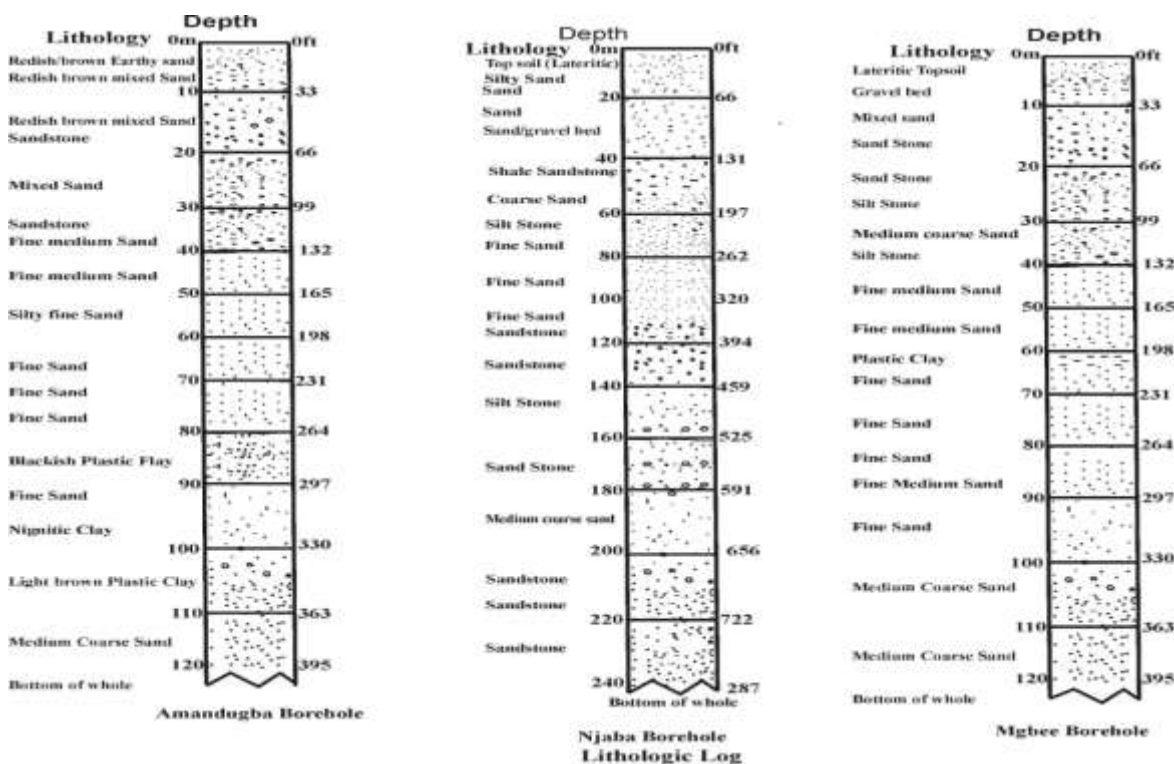 Depth
Lithology 0m 0ft
Redish/brown Earthy sand
Redish brown mixed Sand
10 33
Redish brown mixed Sand
Sandstone
20 66
Mixed Sand
30 99
Sandstone
Fine medium Sand
40 132
Fine medium Sand
50 165
Silty fine Sand
60 198
Fine Sand
70 231
Fine Sand
Fine Sand
80 264
Blackish Plastic Flay
90 297
Fine Sand
Nignitic Clay
100 330
Light brown Plastic Clay
110 363
Medium Coarse Sand
120 395
Bottom of whole
Amandugba Borehole
Depth
Lithology 0m 0ft
Top soil (Lateritic)
Silty Sand
Sand
20 66
Sand
Sand/gravel bed
40 131
Shale Sandstone
Coarse Sand
60 197
Silt Stone
Fine Sand
80 262
Fine Sand
100 320
Fine Sand
Sandstone
120 394
Sandstone
140 459
Silt Stone
160 525
Sand Stone
180 591
Medium coarse sand
200 656
Sandstone
Sandstone
220 722
Sandstone
240 287
Bottom of whole
Njaba Borehole
Lithologic Log
Depth
Lithology 0m 0ft
Lateritic Topsoil
Gravel bed
10 33
Mixed sand
Sand Stone
20 66
Sand Stone
Silt Stone
30 99
Medium coarse Sand
Silt Stone
40 132
Fine medium Sand
50 165
Fine medium Sand
60 198
Plastic Clay
Fine Sand
70 231
Fine Sand
80 264
Fine Sand
Fine Medium Sand
90 297
Fine Sand
100 330
Medium Coarse Sand
110 363
Medium Coarse Sand
120 395
Bottom of whole
Mgbee Borehole